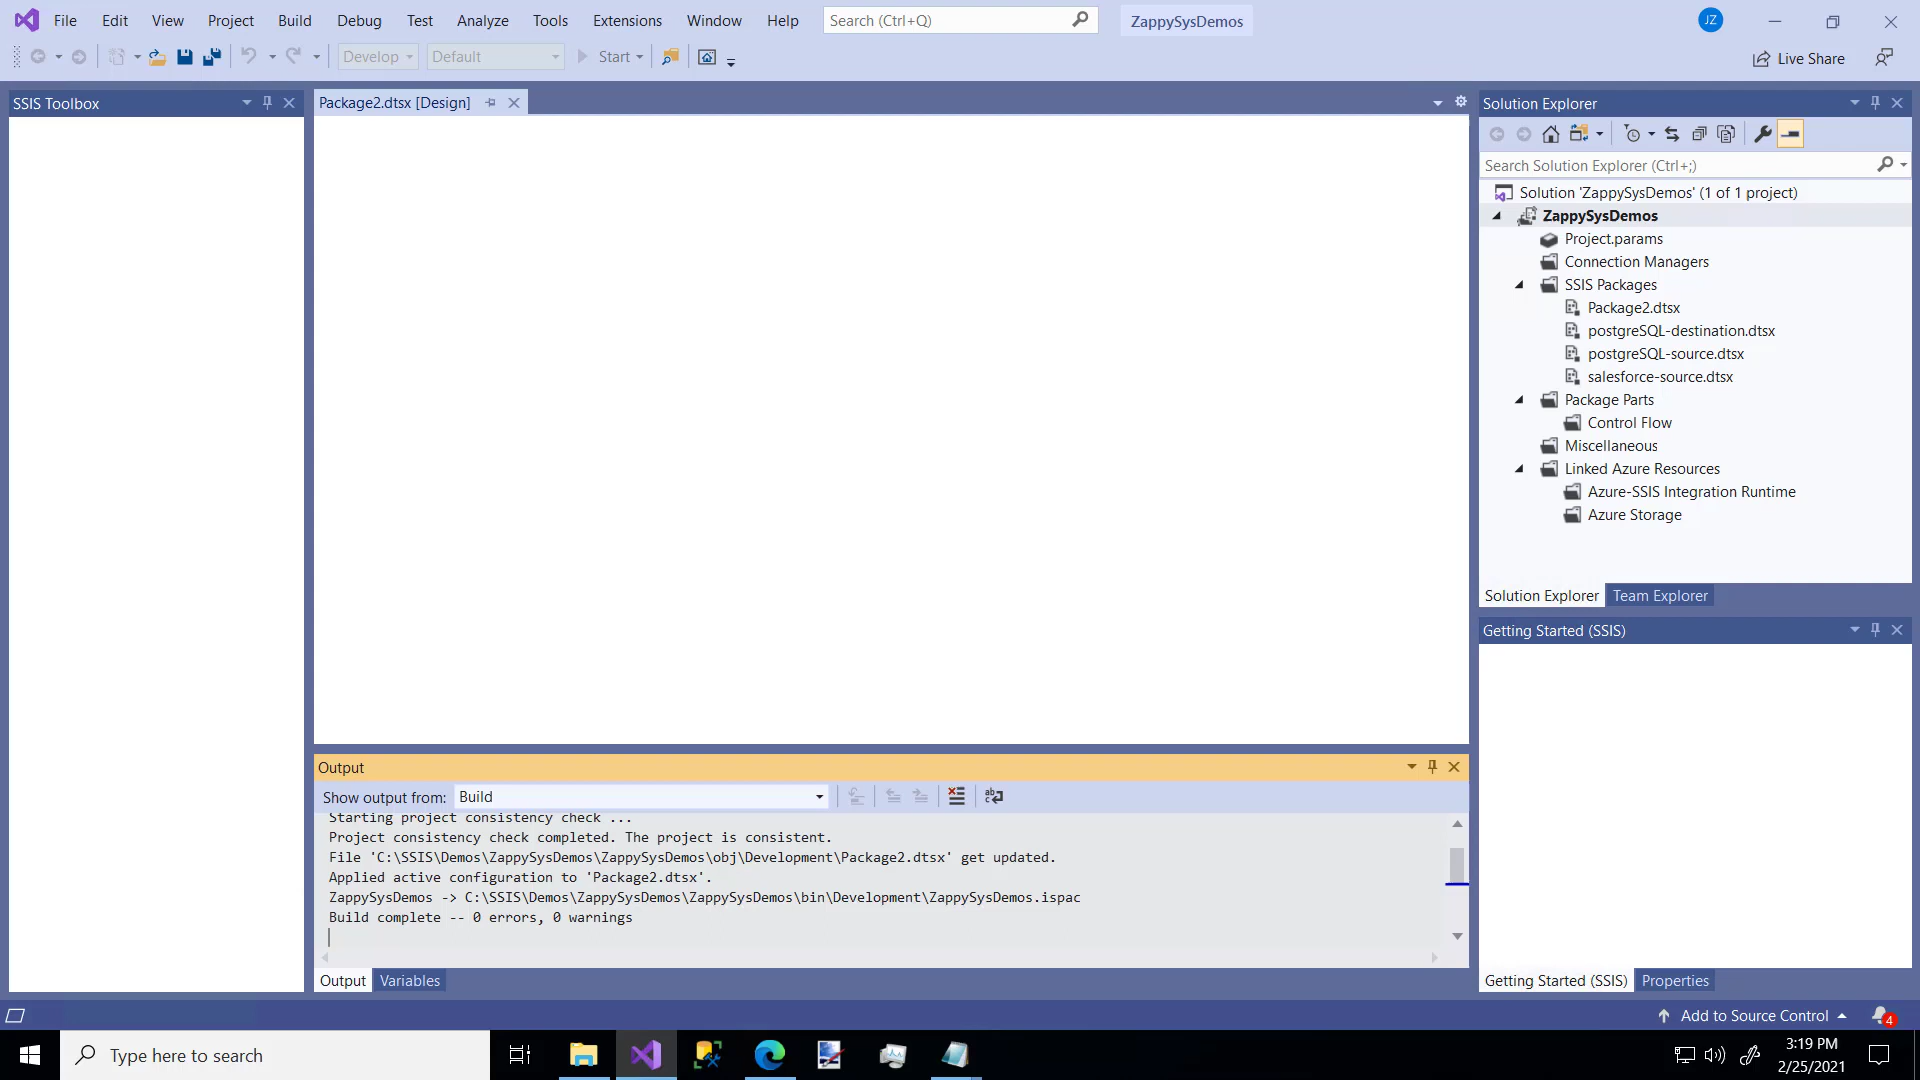 File Edit View Project Build Debug Test Analyze Tools Extensions Window Help Search (Ctrl+Q) ZappySysDemos JZ
Develop Default Start Live Share
SSIS Toolbox
Package2.dtsx [Design]
Solution Explorer
Search Solution Explorer (Ctrl+;)
Solution 'ZappySysDemos' (1 of 1 project)
ZappySysDemos
Project.params
Connection Managers
SSIS Packages
Package2.dtsx
postgreSQL-destination.dtsx
postgreSQL-source.dtsx
salesforce-source.dtsx
Package Parts
Control Flow
Miscellaneous
Linked Azure Resources
Azure-SSIS Integration Runtime
Azure Storage
Solution Explorer Team Explorer
Getting Started (SSIS)
Output
Show output from: Build
Starting project consistency check ...
Project consistency check completed. The project is consistent.
File 'C:\SSIS\Demos\ZappySysDemos\ZappySysDemos\obj\Development\Package2.dtsx' get updated.
Applied active configuration to 'Package2.dtsx'.
ZappySysDemos -> C:\SSIS\Demos\ZappySysDemos\ZappySysDemos\bin\Development\ZappySysDemos.ispac
Build complete -- 0 errors, 0 warnings
Output Variables
Getting Started (SSIS) Properties
Add to Source Control 4
Type here to search
3:19 PM
2/25/2021